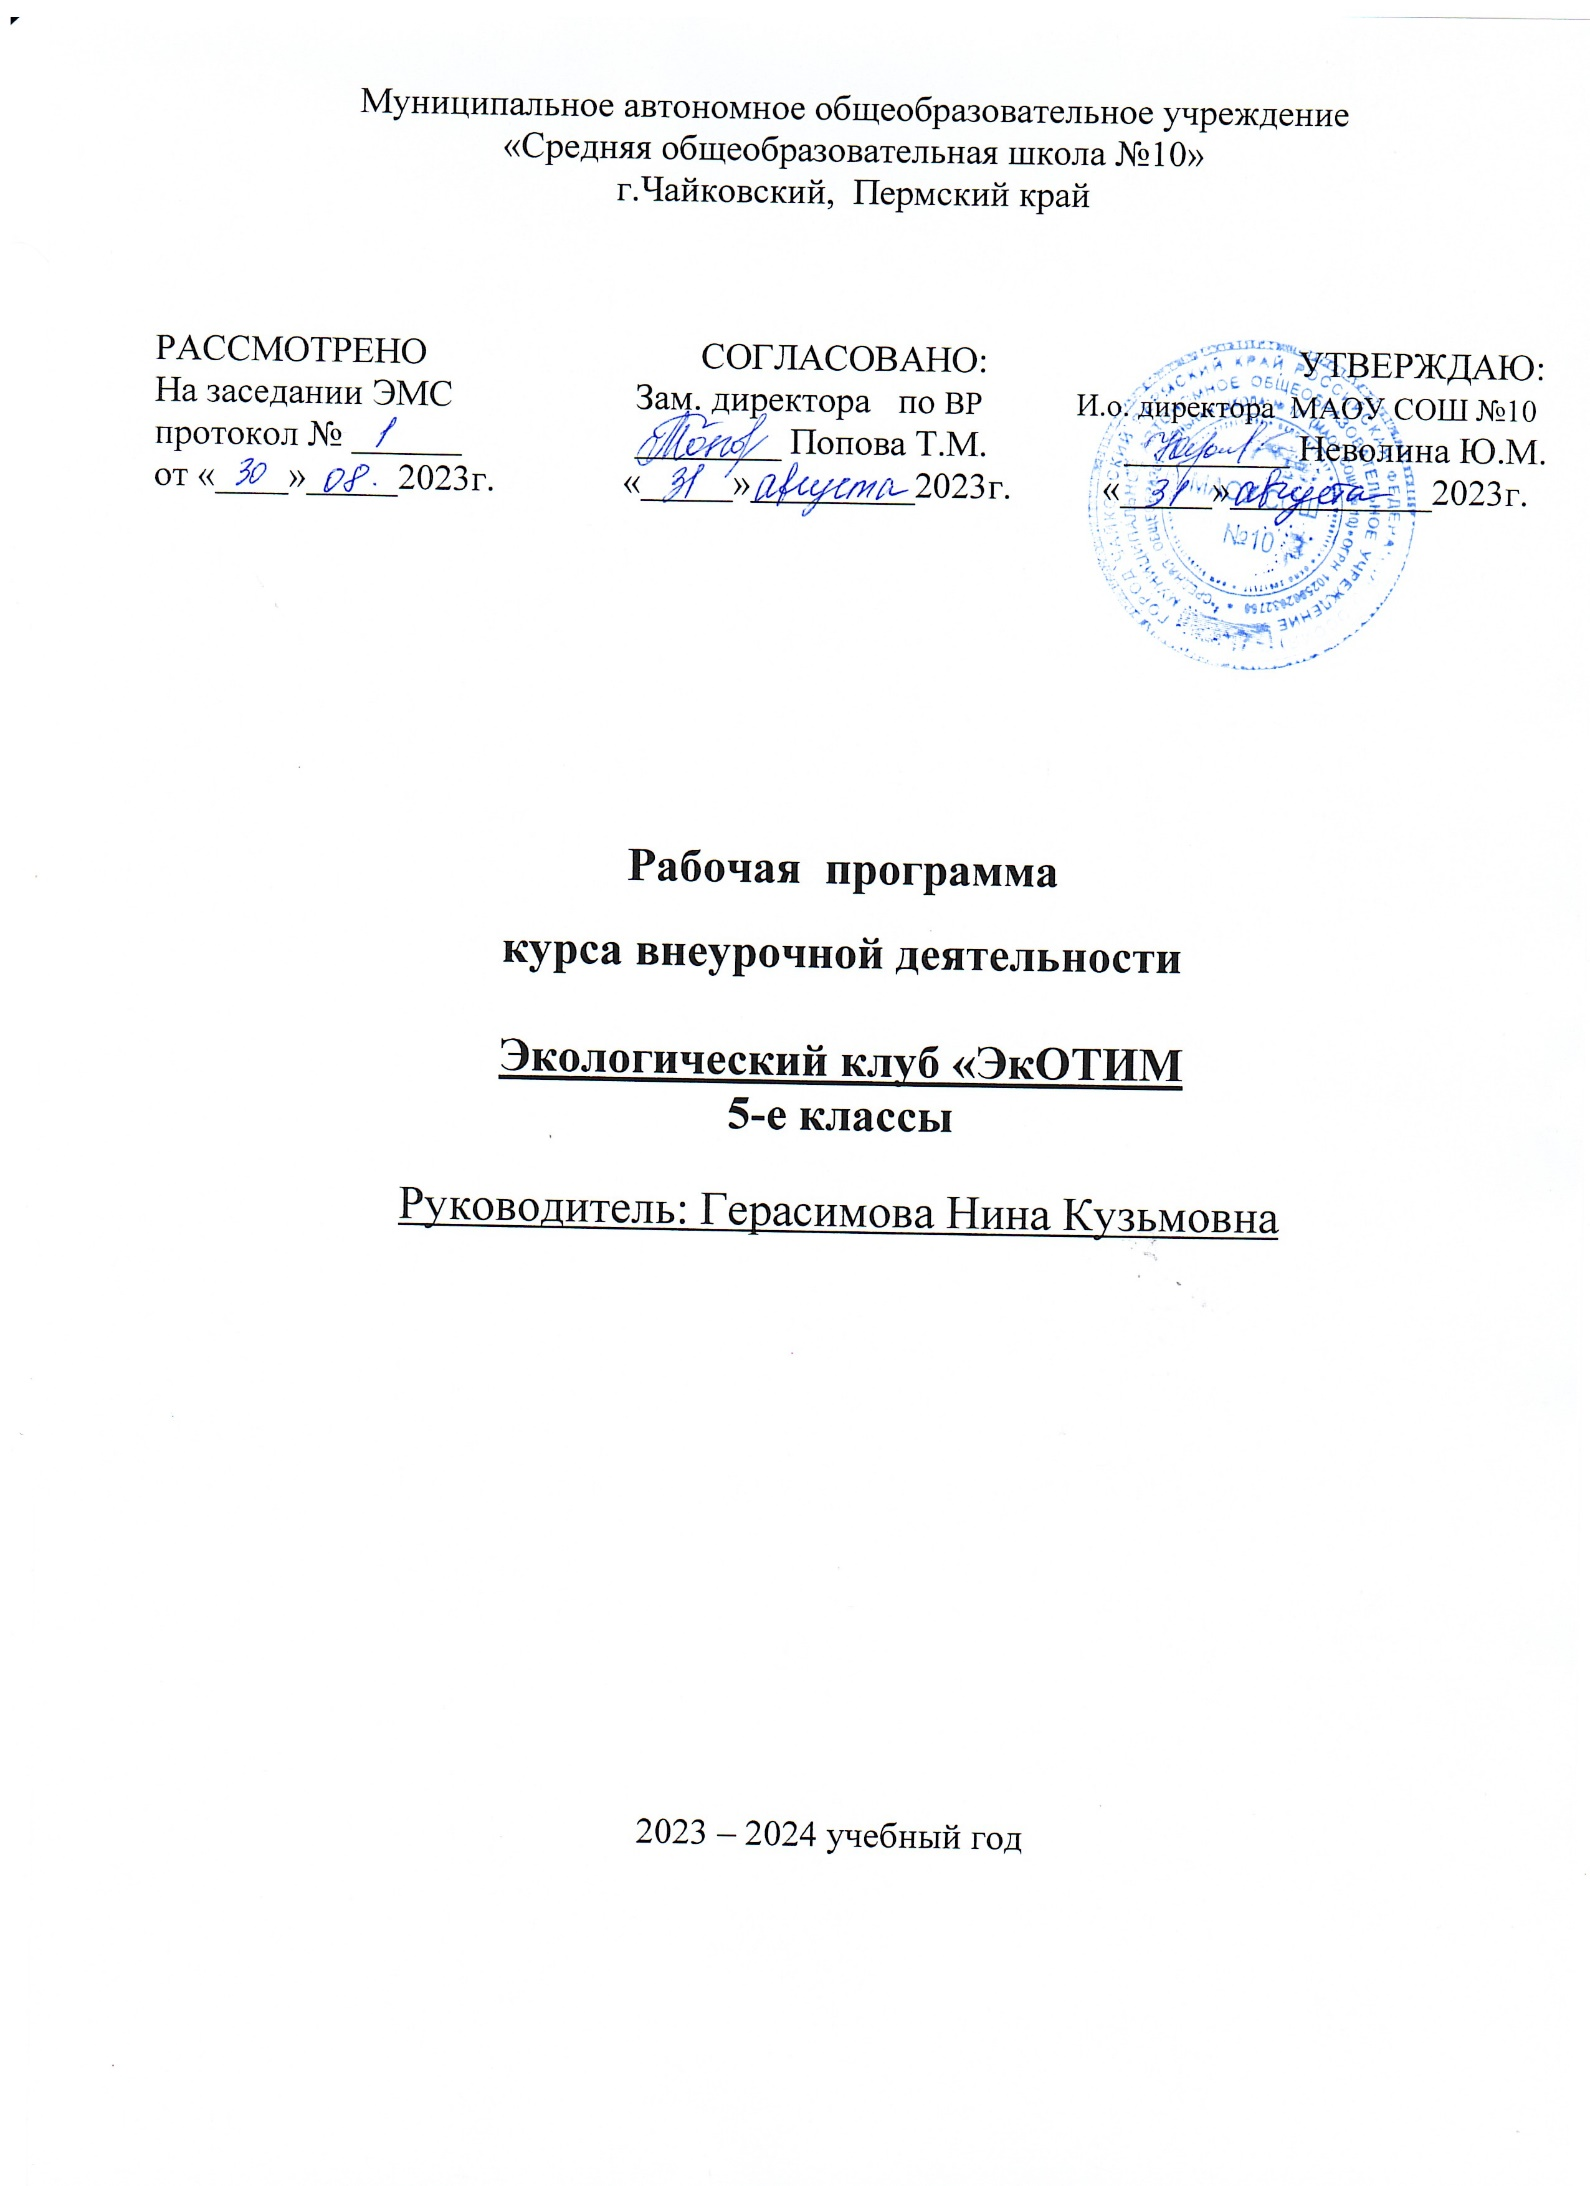 Муниципальное автономное общеобразовательное учреждение
«Средняя общеобразовательная школа №10»
г.Чайковский, Пермский край
РАССМОТРЕНО
На заседании ЭМС
протокол № 1
от «30» 08. 2023г.
СОГЛАСОВАНО:
Зам. директора по ВР
Попова Т.М.
«31» августа 2023г.
УТВЕРЖДАЮ:
И.о. директора МАОУ СОШ №10
Неволина Ю.М.
«31» августа 2023г.
МАОУ СОШ
№10
Рабочая программа
курса внеурочной деятельности
Экологический клуб «ЭкОТИМ
5-е классы
Руководитель: Герасимова Нина Кузьмовна
2023 – 2024 учебный год